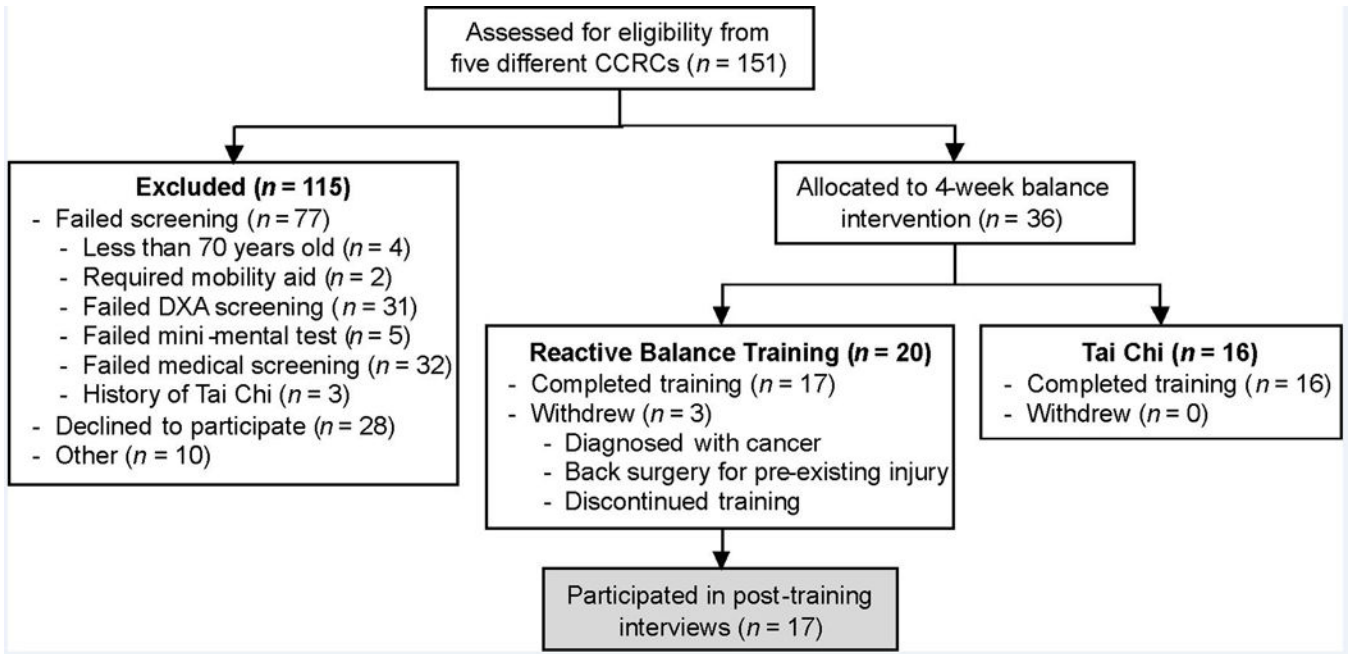 Assessed for eligibility from
five different CCRCs (n = 151)
Excluded (n = 115)
- Failed screening (n = 77)
- Less than 70 years old (n = 4)
- Required mobility aid (n = 2)
- Failed DXA screening (n = 31)
- Failed mini-mental test (n = 5)
- Failed medical screening (n = 32)
- History of Tai Chi (n = 3)
- Declined to participate (n = 28)
- Other (n = 10)
Allocated to 4-week balance
intervention (n = 36)
Reactive Balance Training (n = 20)
- Completed training (n = 17)
- Withdrew (n = 3)
- Diagnosed with cancer
- Back surgery for pre-existing injury
- Discontinued training
Tai Chi (n = 16)
- Completed training (n = 16)
- Withdrew (n = 0)
Participated in post-training
interviews (n = 17)